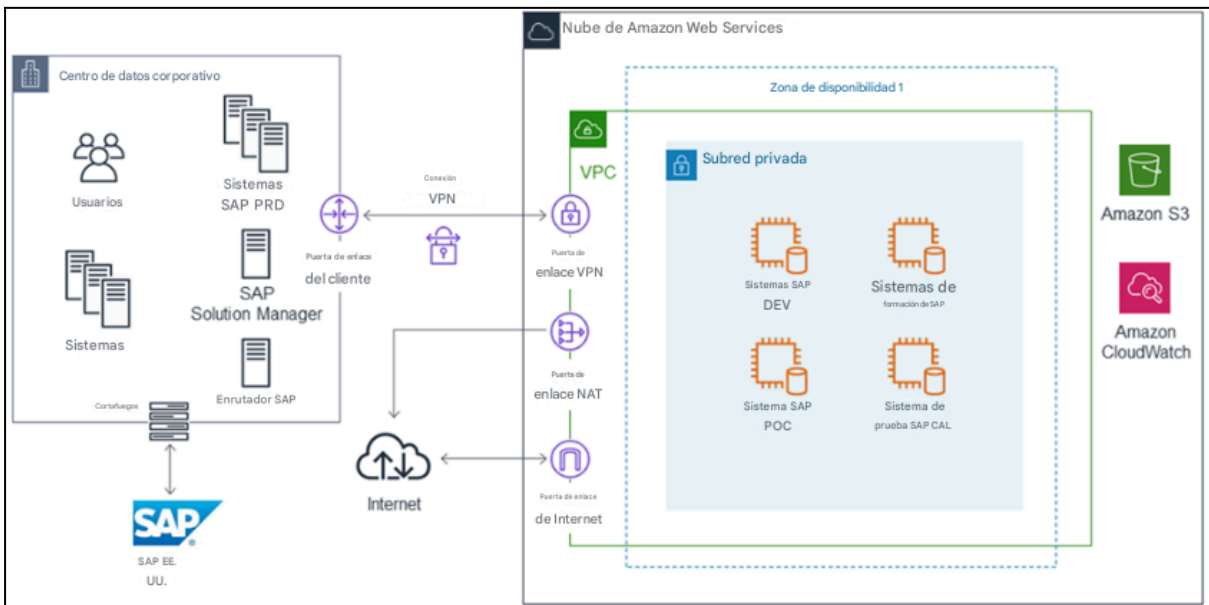 Nube de Amazon Web Services
Centro de datos corporativo
Zona de disponibilidad 1
Usuarios
Sistemas
SAP PRD
Conexión
VPN
VPC
Subred privada
Amazon S3
Puerta de enlace
del cliente
Puerta de
enlace VPN
SAP
Solution Manager
Sistemas SAP
DEV
Sistemas de
formación de SAP
Amazon
CloudWatch
Sistemas
Enrutador SAP
Puerta de
enlace NAT
Sistema SAP
POC
Sistema de
prueba SAP CAL
Cortafuegos
Internet
Puerta de enlace
de Internet
SAP
SAP EE.
UU.